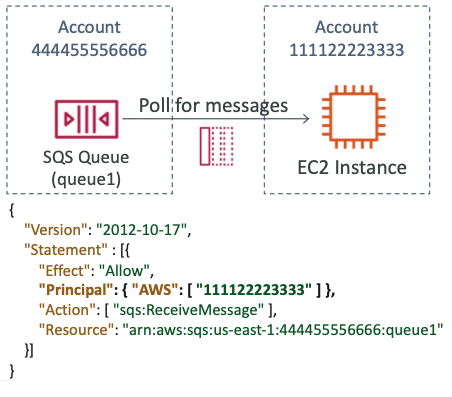 Account
444455556666
Account
111122223333
Poll for messages
SQS Queue
(queue1)
EC2 Instance
{
"Version": "2012-10-17",
"Statement" : [{
"Effect": "Allow",
"Principal": { "AWS": [ "111122223333" ] },
"Action": [ "sqs:ReceiveMessage" ],
"Resource": "arn:aws:sqs:us-east-1:444455556666:queue1"
}]
}